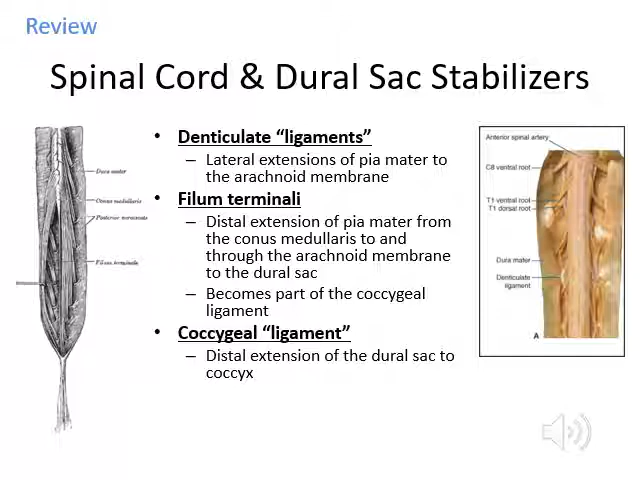 Review
Spinal Cord & Dural Sac Stabilizers
• Denticulate “ligaments”
– Lateral extensions of pia mater to
the arachnoid membrane
• Filum terminali
– Distal extension of pia mater from
the conus medullaris to and
through the arachnoid membrane
to the dural sac
– Becomes part of the coccygeal
ligament
• Coccygeal “ligament”
– Distal extension of the dural sac to
coccyx
Dura mater
Conus medullaris
Posterior nerve roots
Filum terminale
Anterior spinal artery
C8 ventral root
T1 ventral root
T1 dorsal root
Dura mater
Denticulate
ligament
A